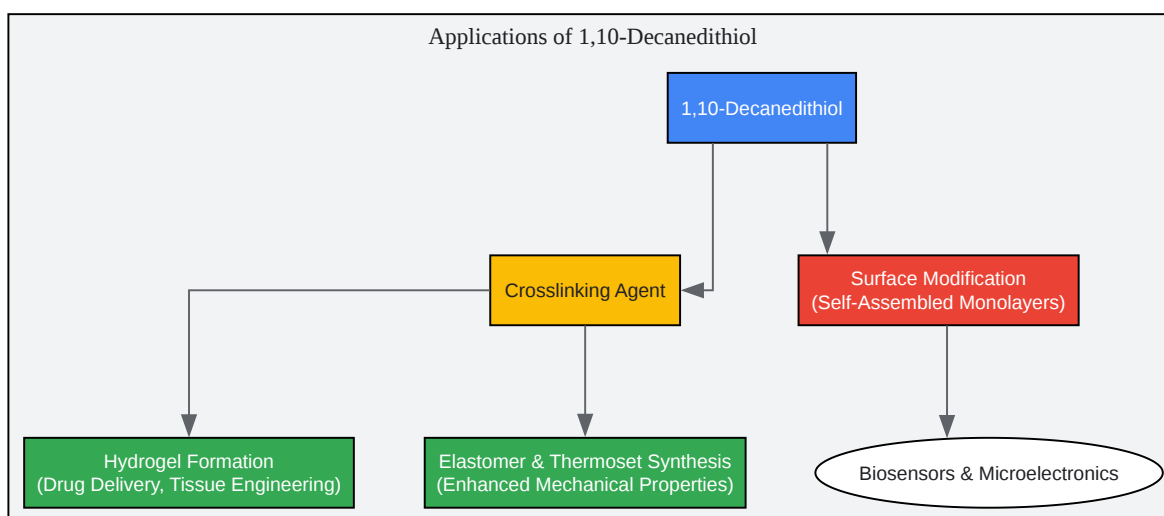 Applications of 1,10-Decanedithiol
1,10-Decanedithiol
Crosslinking Agent
Surface Modification
(Self-Assembled Monolayers)
Hydrogel Formation
(Drug Delivery, Tissue Engineering)
Elastomer & Thermoset Synthesis
(Enhanced Mechanical Properties)
Biosensors & Microelectronics